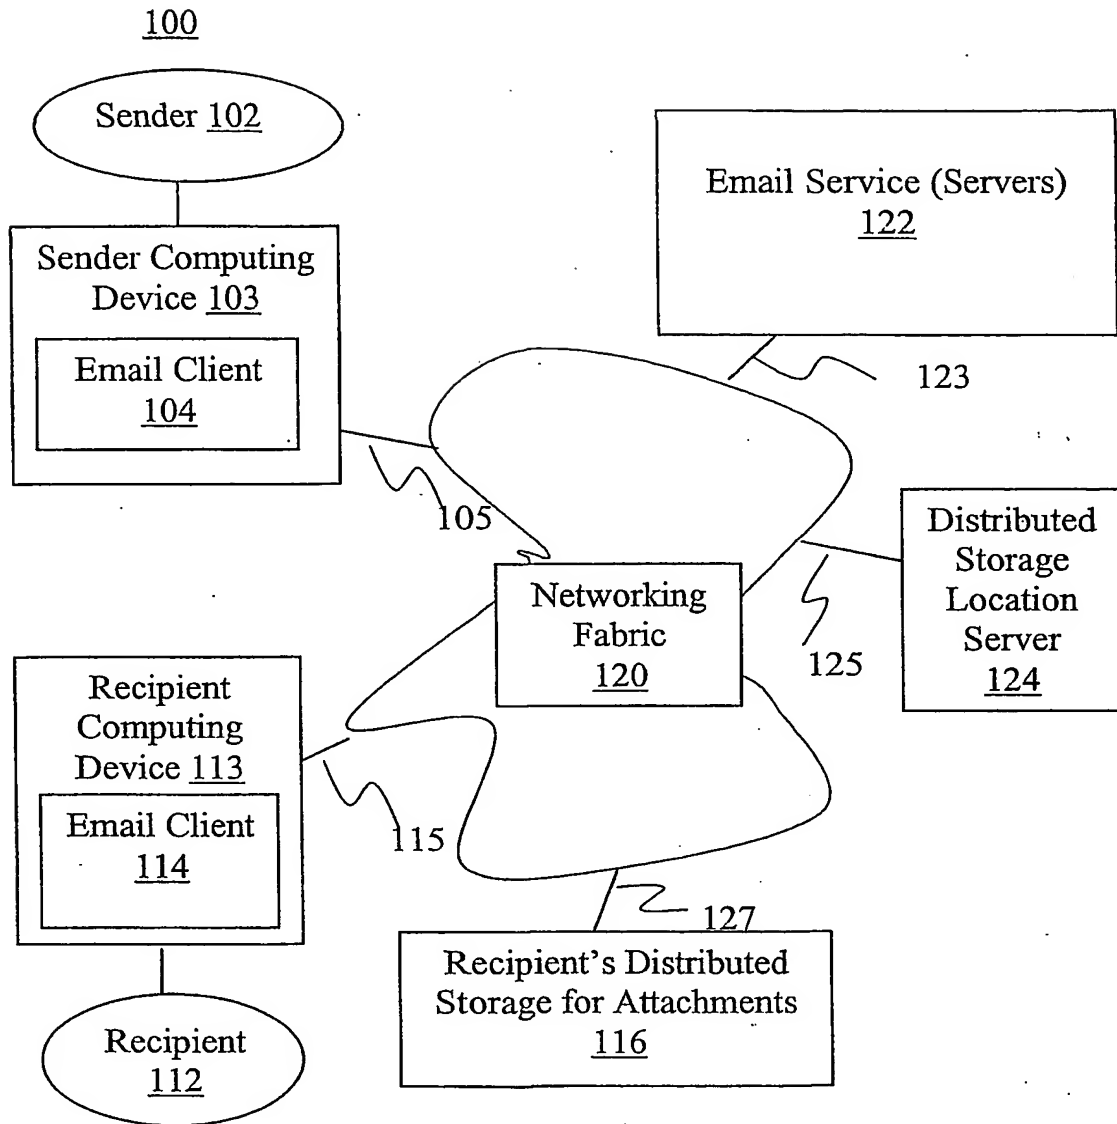 100
Sender 102
Email Service (Servers)
122
Sender Computing
Device 103
Email Client
104
123
105
Distributed
Storage
Location
Server
124
Networking
Fabric
120
125
Recipient
Computing
Device 113
Email Client
114
115
127
Recipient's Distributed
Storage for Attachments
116
Recipient
112